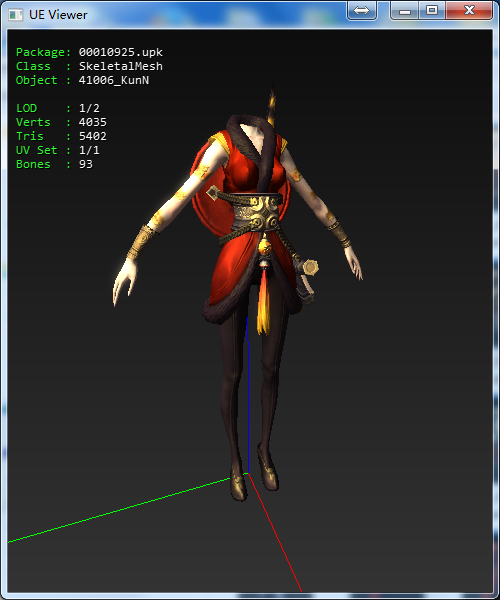 UE Viewer
Package: 00010925.upk
Class : SkeletalMesh
Object : 41006_KunN
LOD : 1/2
Verts : 4035
Tris : 5402
UV Set : 1/1
Bones : 93